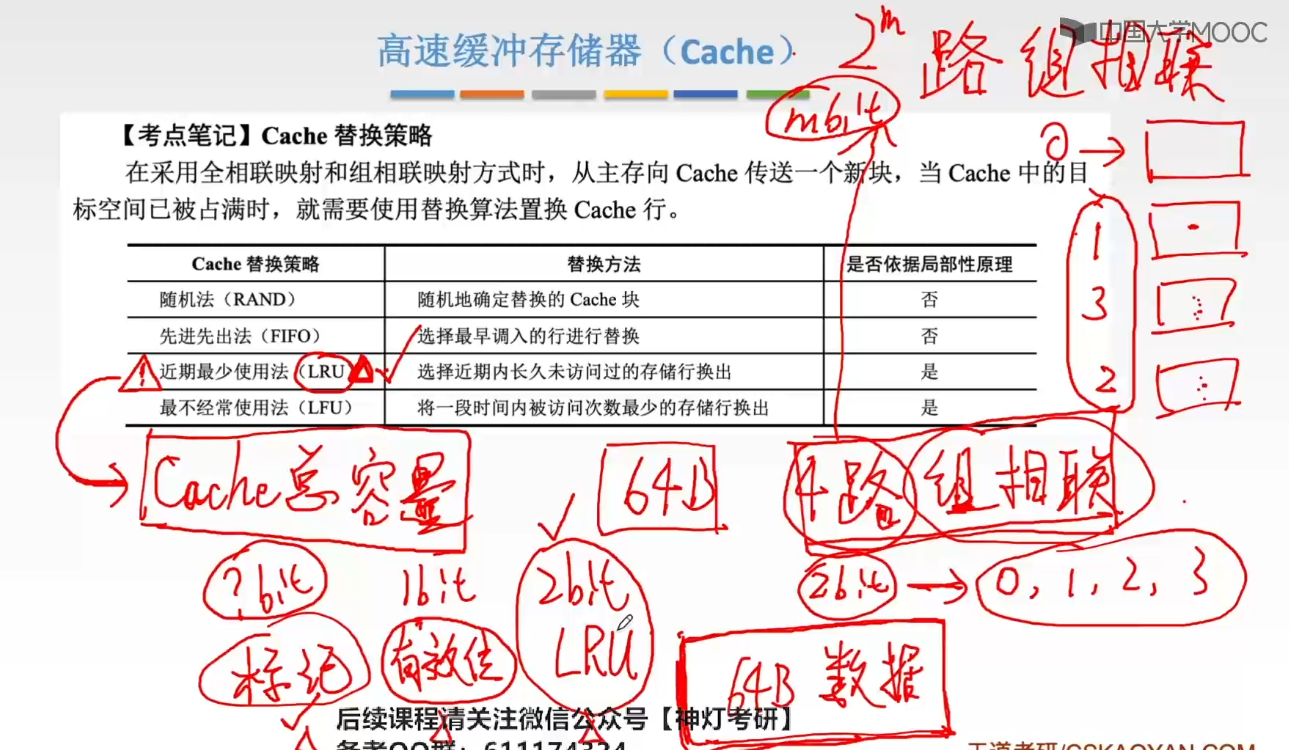 中国大学MOOC
高速缓冲存储器（Cache）
2^m 路 组相联
mbit
【考点笔记】Cache 替换策略
在采用全相联映射和组相联映射方式时，从主存向 Cache 传送一个新块，当 Cache 中的目
标空间已被占满时，就需要使用替换算法置换 Cache 行。
Cache 替换策略 替换方法 是否依据局部性原理
随机法（RAND） 随机地确定替换的 Cache 块 否
先进先出法（FIFO） 选择最早调入的行进行替换 否
近期最少使用法（LRU） 选择近期内长久未访问过的存储行换出 是
最不经常使用法（LFU） 将一段时间内被访问次数最少的存储行换出 是
0
1
3
2
Cache总容量 64B 4路 组相联
?bit 1bit 2bit 2bit → 0, 1, 2, 3
标记 有效位 LRU 64B 数据
后续课程请关注微信公众号【神灯考研】
备考QQ群：611174324
王道考研/CSKAOYAN.COM